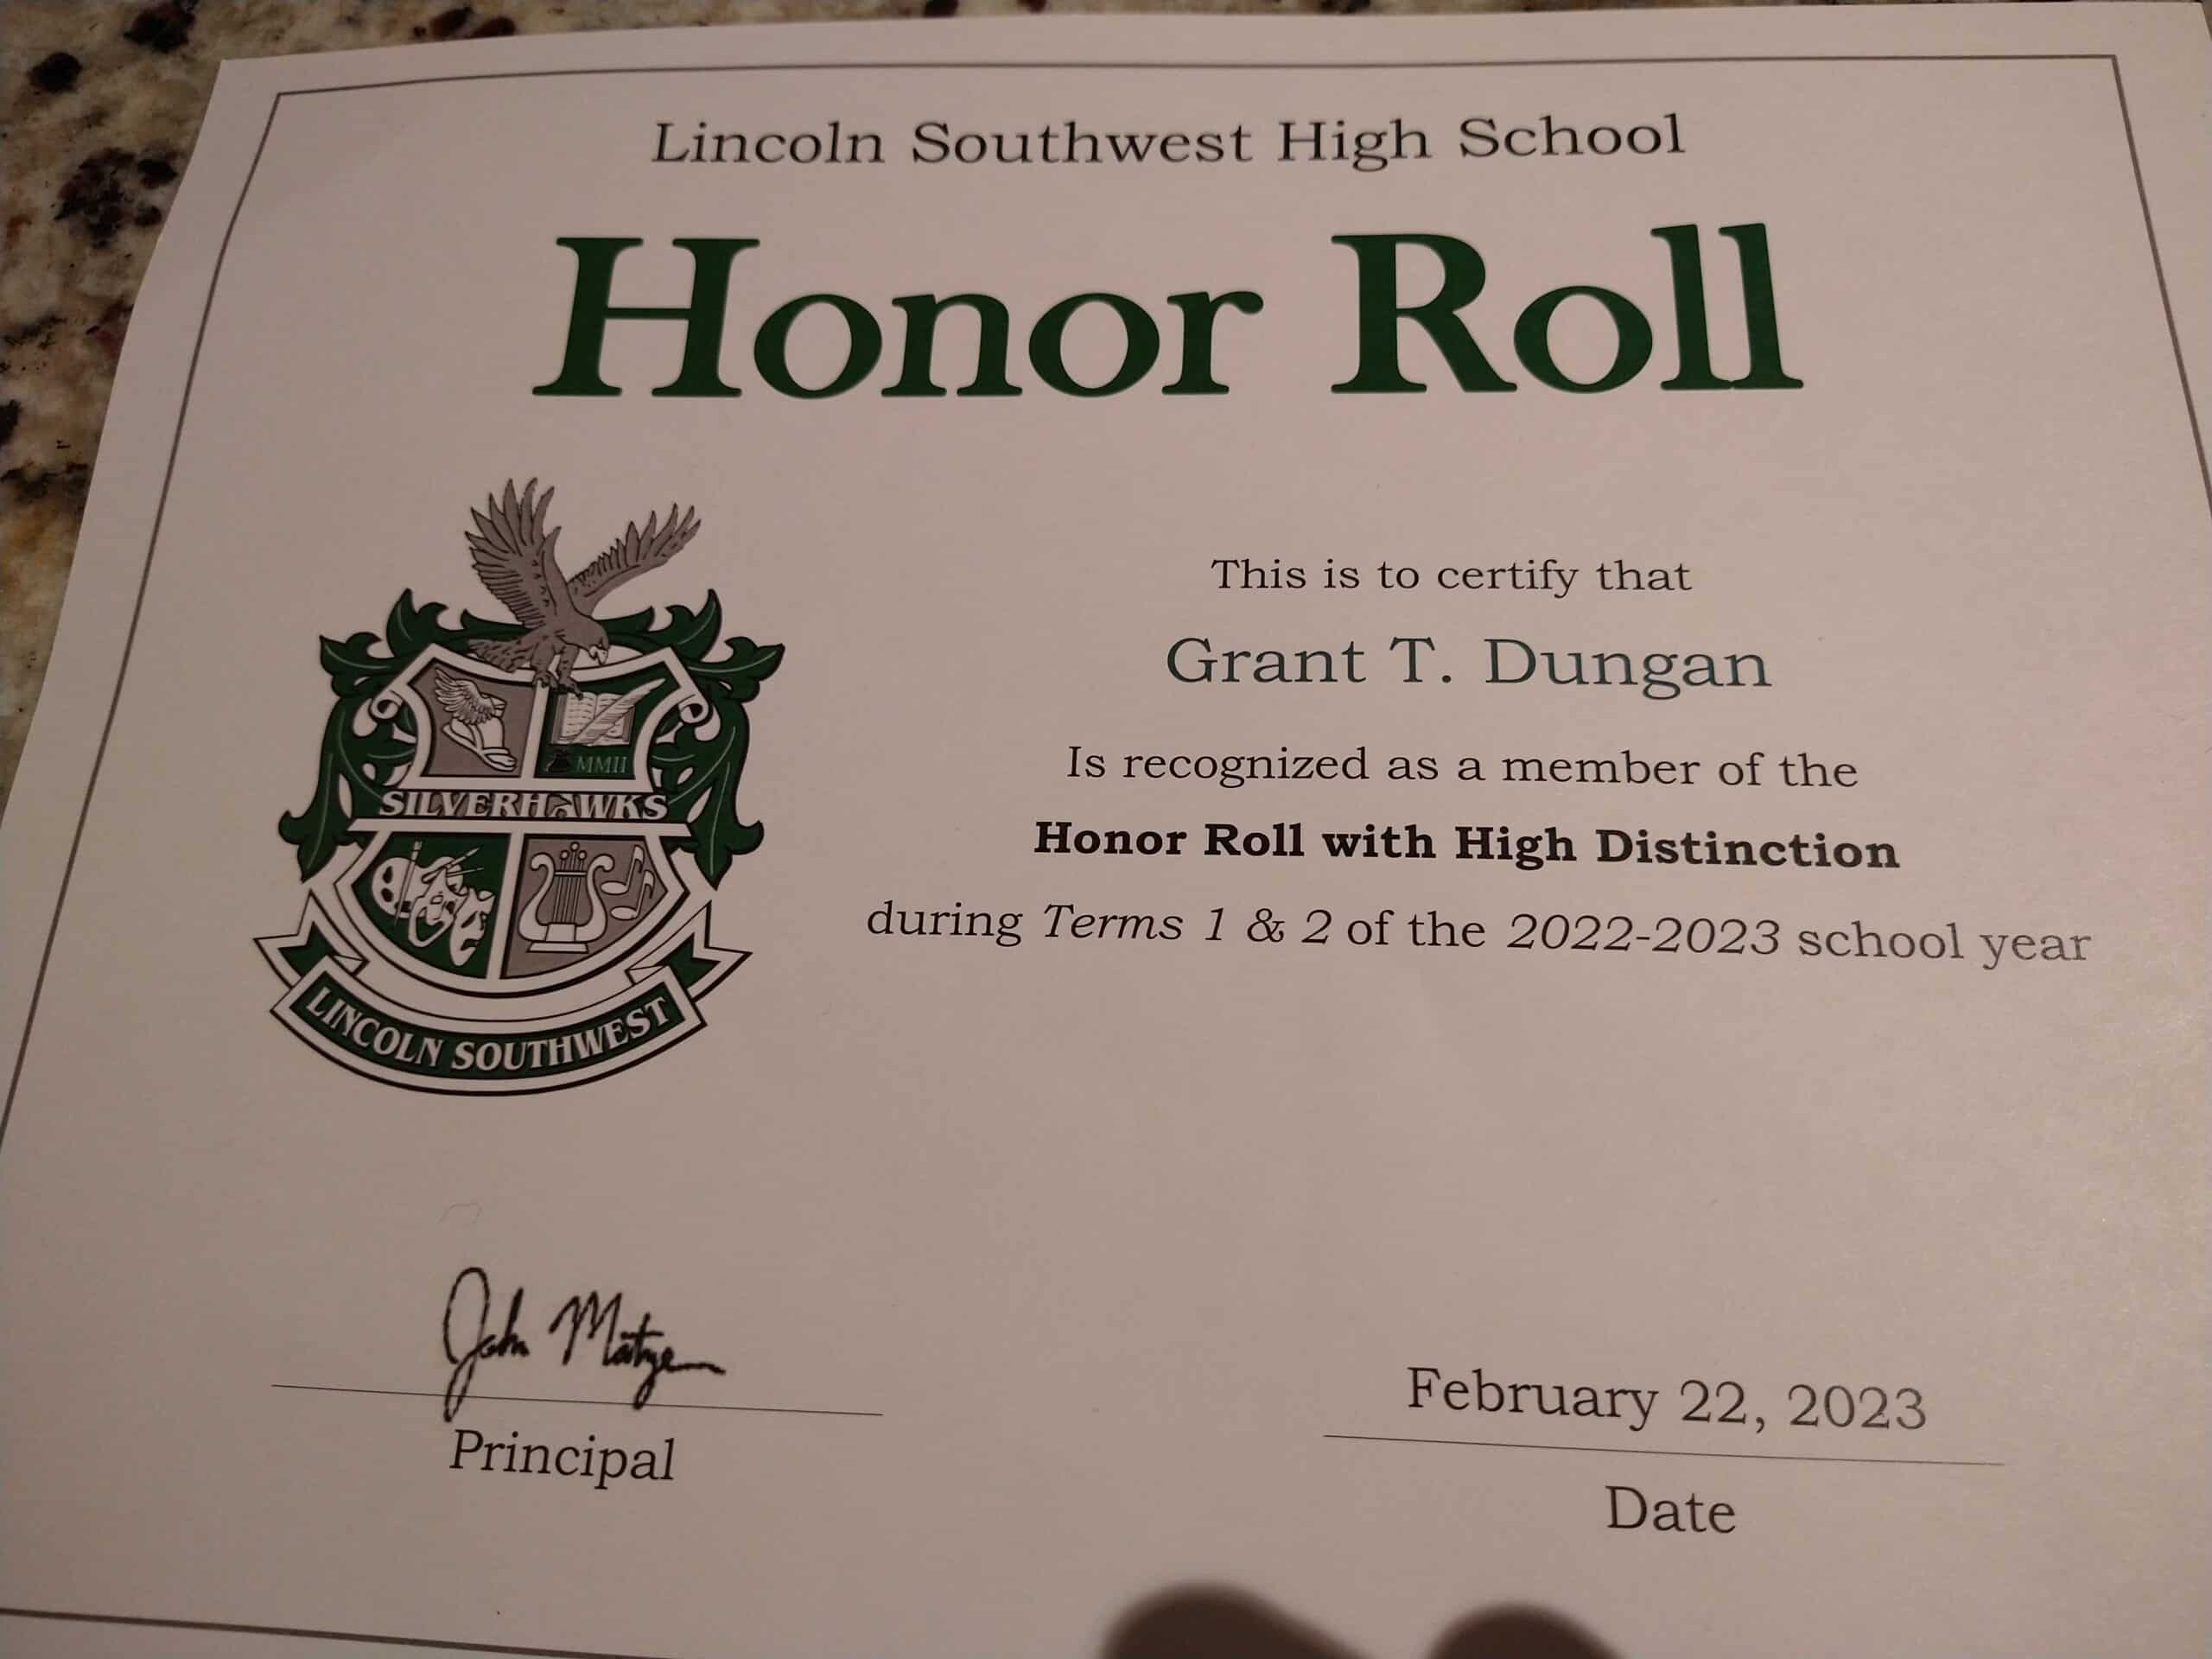 Lincoln Southwest High School
Honor Roll
This is to certify that
Grant T. Dungan
Is recognized as a member of the
Honor Roll with High Distinction
during Terms 1 & 2 of the 2022-2023 school year
MMII
SILVERHAWKS
LINCOLN SOUTHWEST
John Matzen
Principal
February 22, 2023
Date